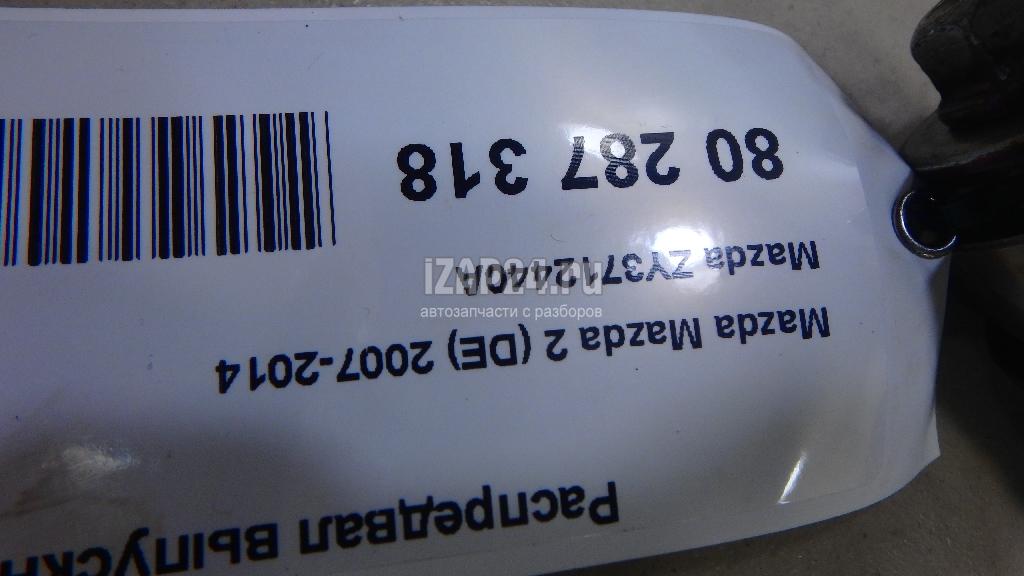 Распредвал выпускн
Mazda Mazda 2 (DE) 2007-2014
Mazda ZY3712440A
80 287 318
iZAP24.ru
автозапчасти с разборов